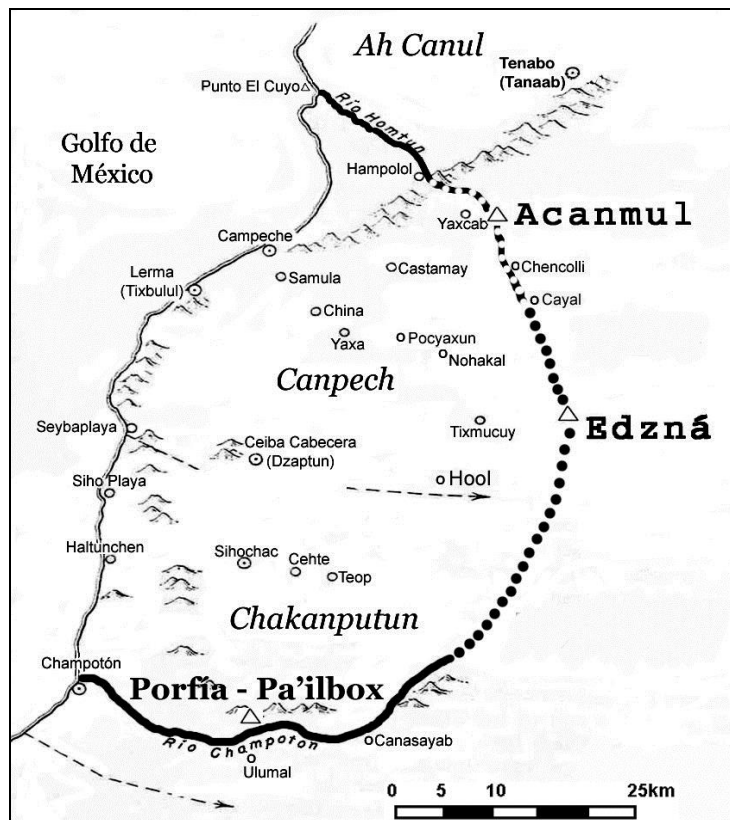 Ah Canul
Tenabo
(Tanaab)
Punto El Cuyo
Río Homtun
Golfo de
México
Hampolol
Acanmul
Yaxcab
Campeche
Castamay
Chencolli
Lerma
(Tixbulul)
Samula
Cayal
China
Yaxa
Pocyaxun
Nohakal
Canpech
Edzná
Seybaplaya
Tixmucuy
Ceiba Cabecera
(Dzaptun)
Hool
Siho Playa
Haltunchen
Sihochac
Cehte
Teop
Chakanputun
Champotón
Porfía - Pa'ilbox
Río Champoton
Canasayab
Ulumal
0 5 10 25km